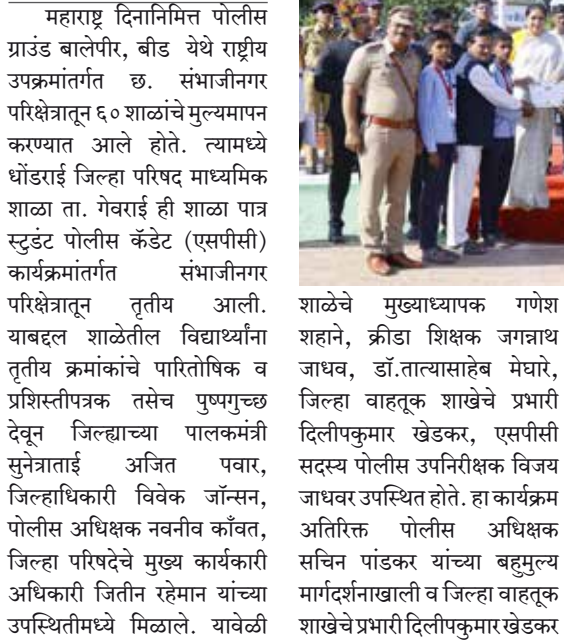 महाराष्ट्र दिनानिमित्त पोलीस
ग्राउंड बालेपीर, बीड येथे राष्ट्रीय
उपक्रमांतर्गत छ. संभाजीनगर
परिक्षेत्रातून ६० शाळांचे मुल्यमापन
करण्यात आले होते. त्यामध्ये
धोंडराई जिल्हा परिषद माध्यमिक
शाळा ता. गेवराई ही शाळा पात्र
स्टुडंट पोलीस कॅडेट (एसपीसी)
कार्यक्रमांतर्गत संभाजीनगर
परिक्षेत्रातून तृतीय आली.
याबद्दल शाळेतील विद्यार्थ्यांना
तृतीय क्रमांकांचे पारितोषिक व
प्रशिस्तीपत्रक तसेच पुष्पगुच्छ
देवून जिल्ह्याच्या पालकमंत्री
सुनेत्राताई अजित पवार,
जिल्हाधिकारी विवेक जॉन्सन,
पोलीस अधिक्षक नवनीव काँवत,
जिल्हा परिषदेचे मुख्य कार्यकारी
अधिकारी जितीन रहेमान यांच्या
उपस्थितीमध्ये मिळाले. यावेळी
शाळेचे मुख्याध्यापक गणेश
शहाने, क्रीडा शिक्षक जगन्नाथ
जाधव, डॉ.तात्यासाहेब मेघारे,
जिल्हा वाहतूक शाखेचे प्रभारी
दिलीपकुमार खेडकर, एसपीसी
सदस्य पोलीस उपनिरीक्षक विजय
जाधवर उपस्थित होते. हा कार्यक्रम
अतिरिक्त पोलीस अधिक्षक
सचिन पांडकर यांच्या बहुमुल्य
मार्गदर्शनाखाली व जिल्हा वाहतूक
शाखेचे प्रभारी दिलीपकुमार खेडकर